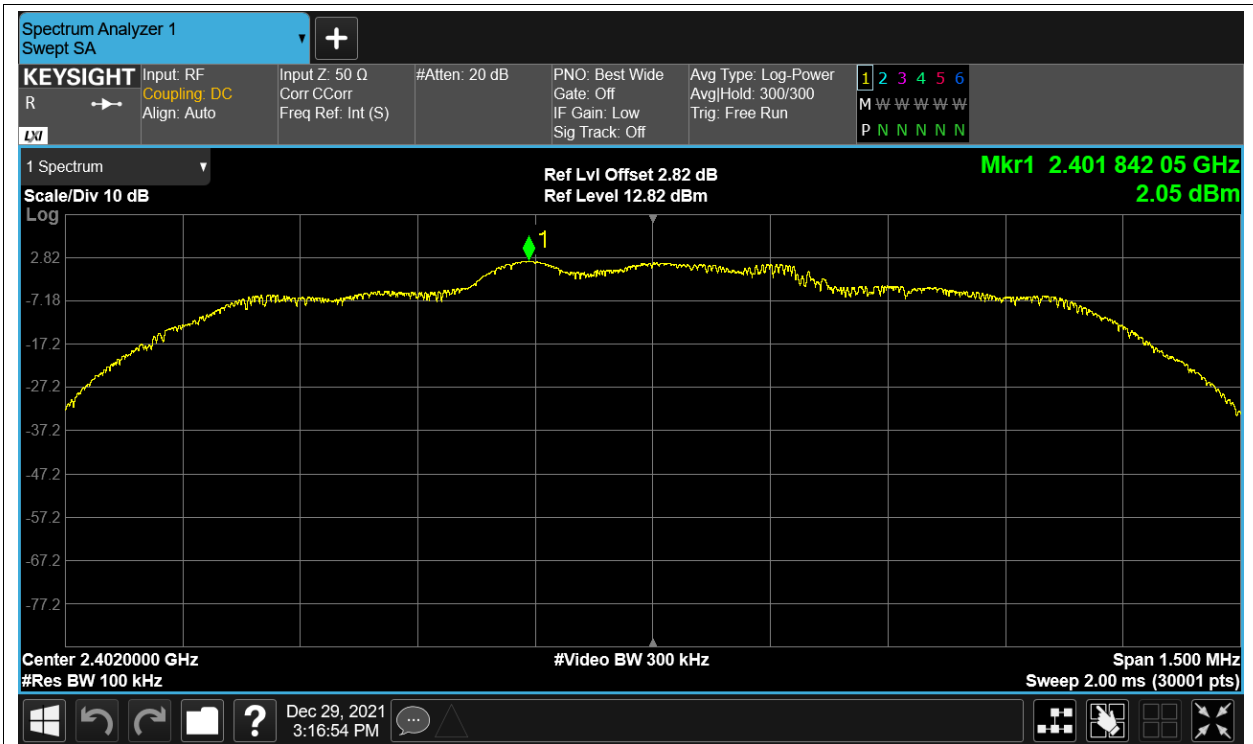 Spectrum Analyzer 1
Swept SA
KEYSIGHT
R
LXI
Input: RF
Coupling: DC
Align: Auto
Input Z: 50 Ω
Corr CCorr
Freq Ref: Int (S)
#Atten: 20 dB
PNO: Best Wide
Gate: Off
IF Gain: Low
Sig Track: Off
Avg Type: Log-Power
Avg|Hold: 300/300
Trig: Free Run
1 2 3 4 5 6
M W W W W W
P N N N N N
1 Spectrum
Scale/Div 10 dB
Ref Lvl Offset 2.82 dB
Ref Level 12.82 dBm
Mkr1 2.401 842 05 GHz
2.05 dBm
Log
1
2.82
-7.18
-17.2
-27.2
-37.2
-47.2
-57.2
-67.2
-77.2
Center 2.4020000 GHz
#Video BW 300 kHz
Span 1.500 MHz
#Res BW 100 kHz
Sweep 2.00 ms (30001 pts)
?
Dec 29, 2021
3:16:54 PM